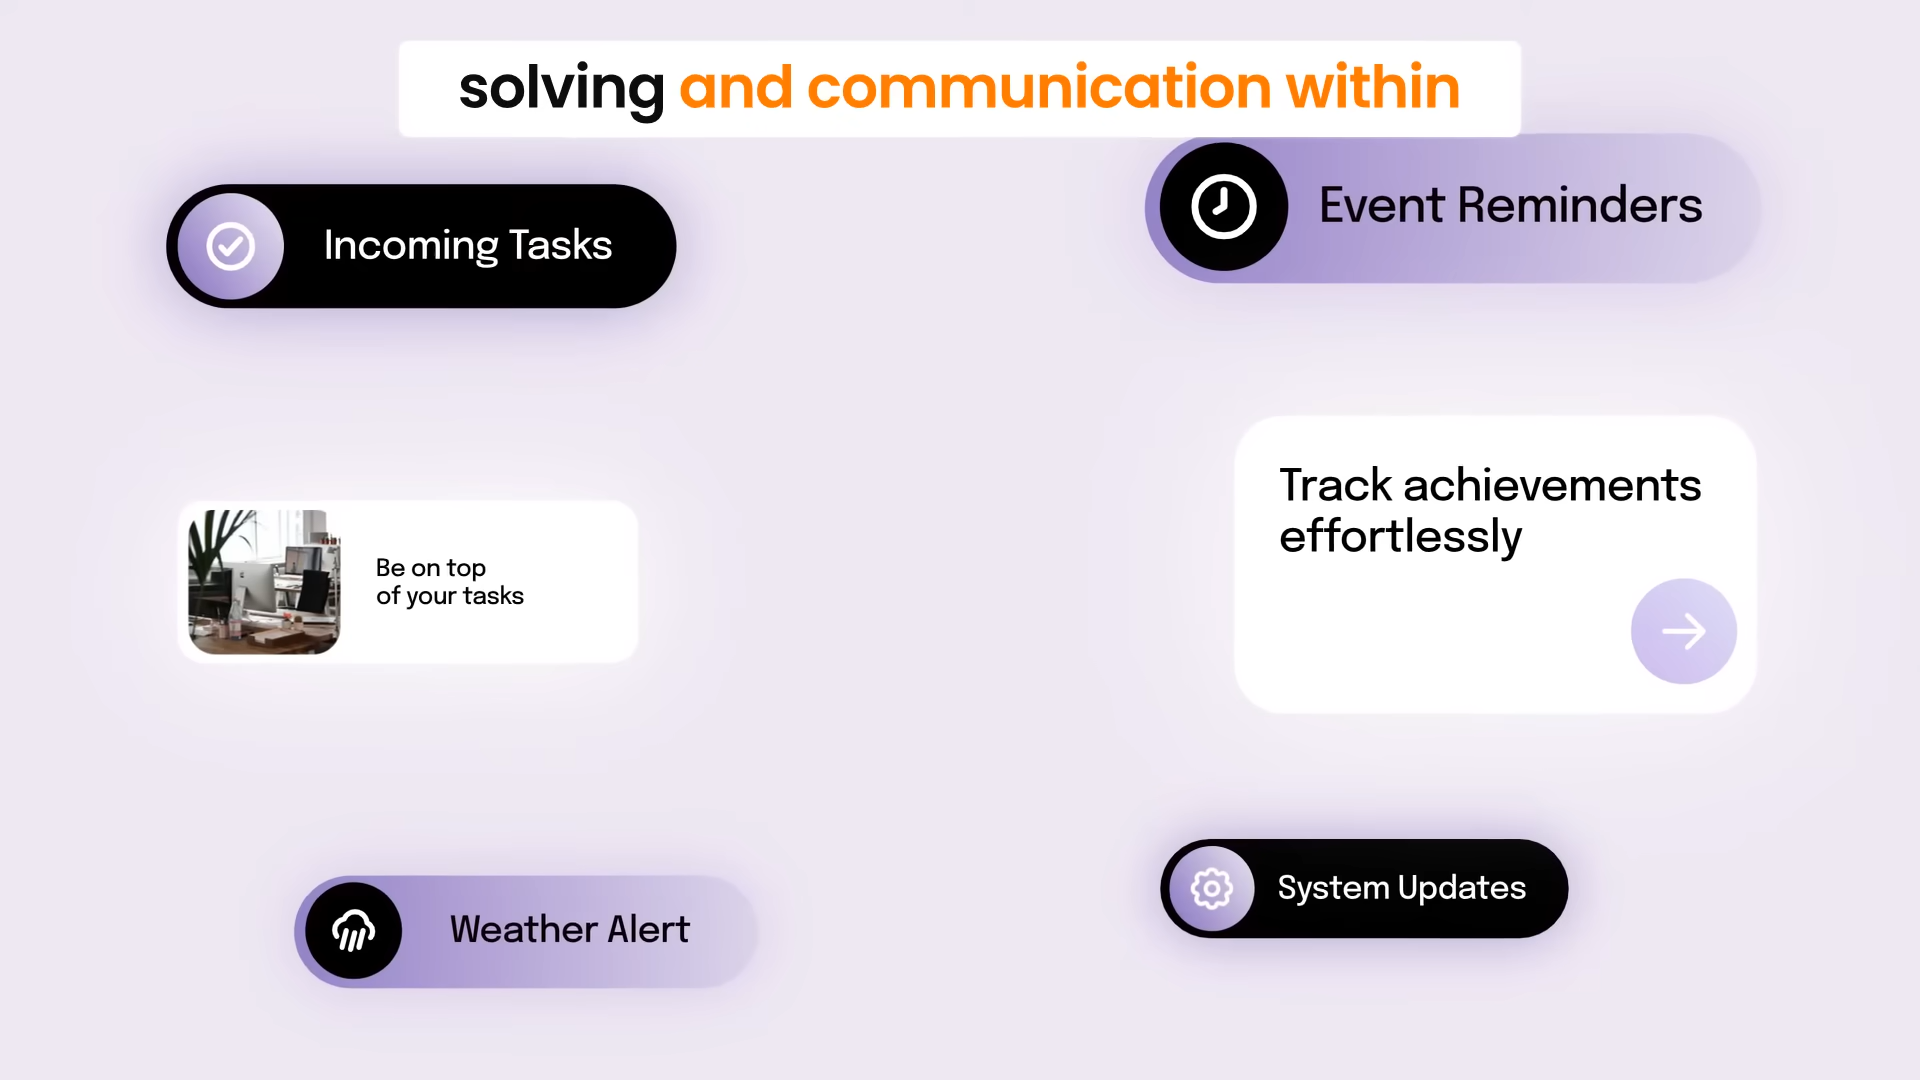 solving and communication within
Incoming Tasks
Event Reminders
Track achievements
effortlessly
Be on top
of your tasks
System Updates
Weather Alert